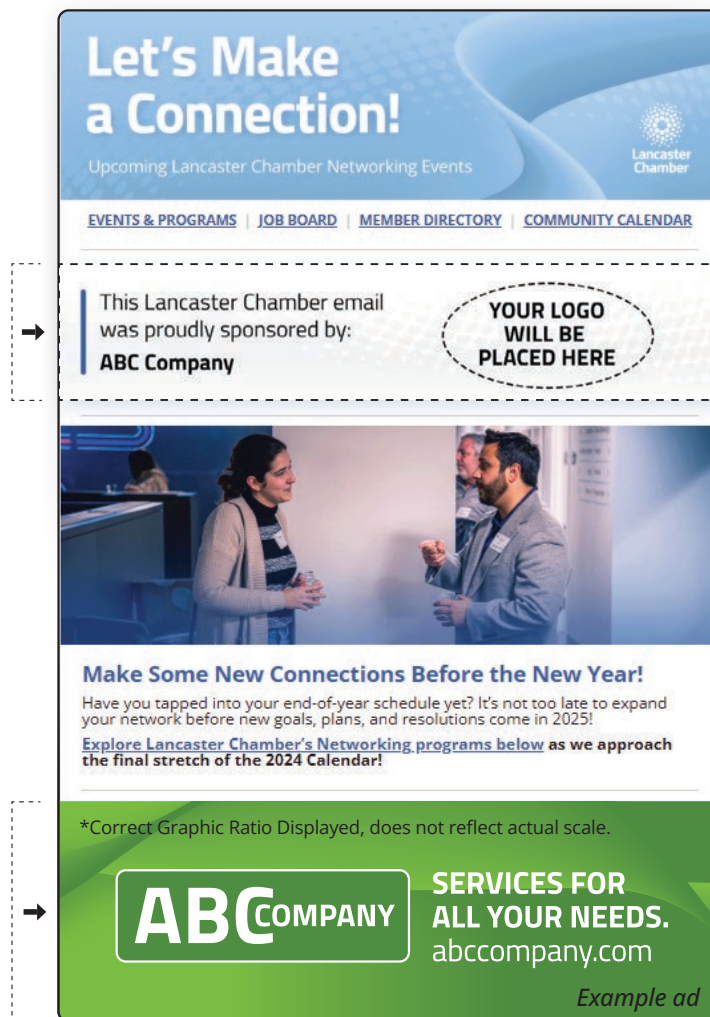 Let's Make
a Connection!
Upcoming Lancaster Chamber Networking Events
Lancaster
Chamber
EVENTS & PROGRAMS | JOB BOARD | MEMBER DIRECTORY | COMMUNITY CALENDAR
This Lancaster Chamber email
was proudly sponsored by:
ABC Company
YOUR LOGO
WILL BE
PLACED HERE
Make Some New Connections Before the New Year!
Have you tapped into your end-of-year schedule yet? It's not too late to expand
your network before new goals, plans, and resolutions come in 2025!
Explore Lancaster Chamber's Networking programs below as we approach
the final stretch of the 2024 Calendar!
*Correct Graphic Ratio Displayed, does not reflect actual scale.
ABC COMPANY
SERVICES FOR
ALL YOUR NEEDS.
abccompany.com
Example ad